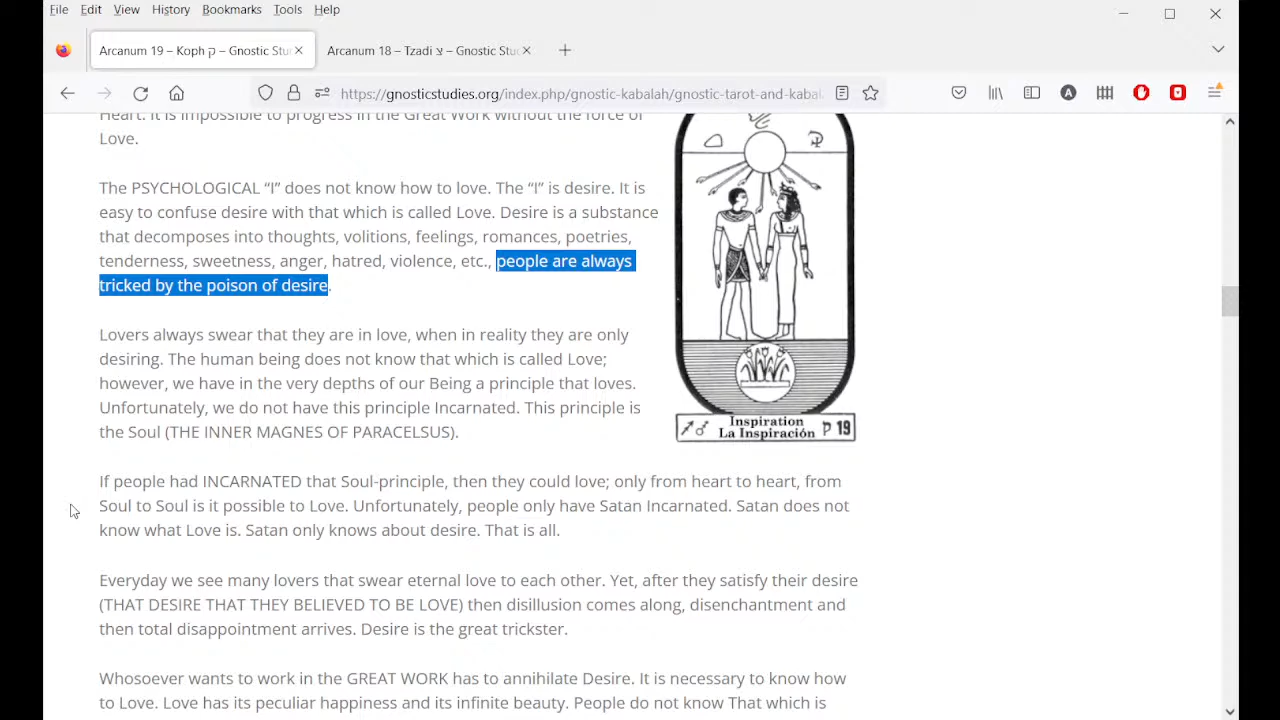 File Edit View History Bookmarks Tools Help
Arcanum 19 – Koph ק – Gnostic Stu
Arcanum 18 – Tzadi צ – Gnostic Stu
https://gnosticstudies.org/index.php/gnostic-kabalah/gnostic-tarot-and-kabal
Heart. It is impossible to progress in the Great Work without the force of
Love.
The PSYCHOLOGICAL “I” does not know how to love. The “I” is desire. It is
easy to confuse desire with that which is called Love. Desire is a substance
that decomposes into thoughts, volitions, feelings, romances, poetries,
tenderness, sweetness, anger, hatred, violence, etc., people are always
tricked by the poison of desire.
Lovers always swear that they are in love, when in reality they are only
desiring. The human being does not know that which is called Love;
however, we have in the very depths of our Being a principle that loves.
Unfortunately, we do not have this principle Incarnated. This principle is
the Soul (THE INNER MAGNES OF PARACELSUS).
Inspiration
La Inspiración
19
If people had INCARNATED that Soul-principle, then they could love; only from heart to heart, from
Soul to Soul is it possible to Love. Unfortunately, people only have Satan Incarnated. Satan does not
know what Love is. Satan only knows about desire. That is all.
Everyday we see many lovers that swear eternal love to each other. Yet, after they satisfy their desire
(THAT DESIRE THAT THEY BELIEVED TO BE LOVE) then disillusion comes along, disenchantment and
then total disappointment arrives. Desire is the great trickster.
Whosoever wants to work in the GREAT WORK has to annihilate Desire. It is necessary to know how
to Love. Love has its peculiar happiness and its infinite beauty. People do not know That which is